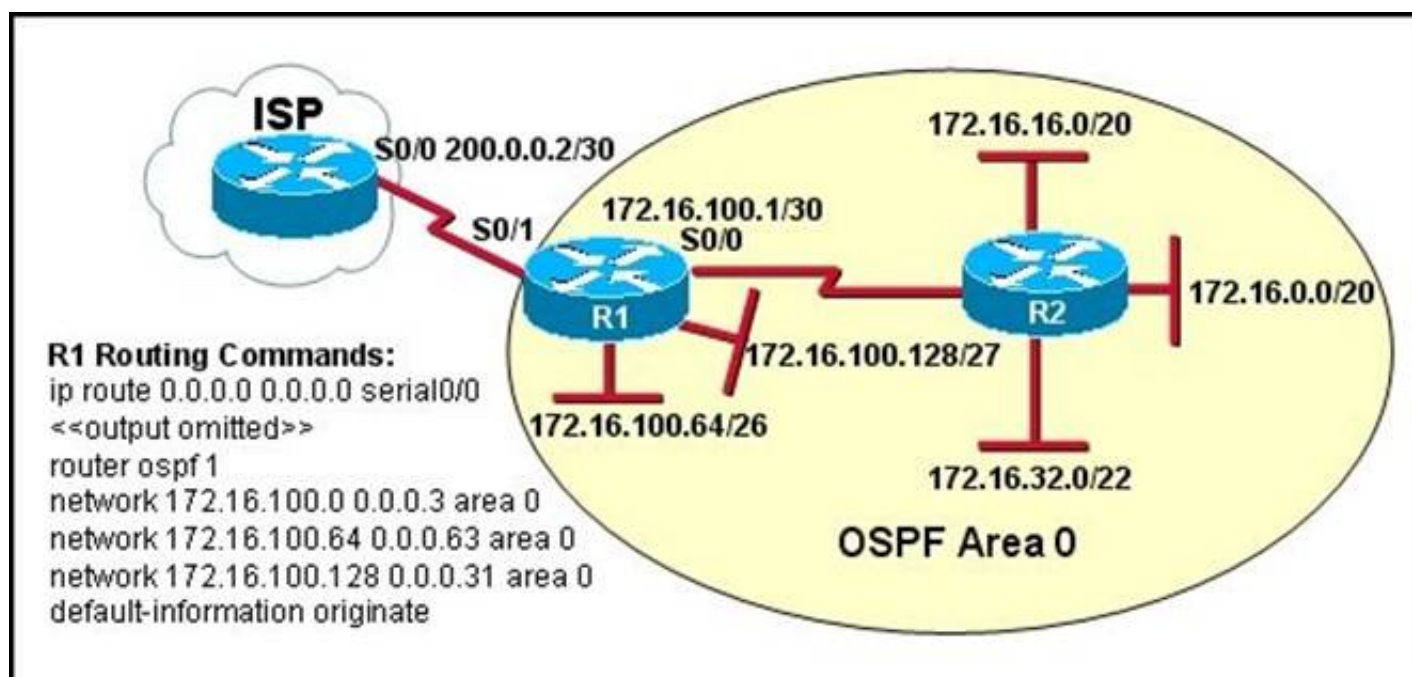 ISP
S0/0 200.0.0.2/30
S0/1
172.16.100.1/30
S0/0
R1
172.16.16.0/20
R2
172.16.0.0/20
172.16.100.128/27
172.16.100.64/26
172.16.32.0/22
OSPF Area 0
R1 Routing Commands:
ip route 0.0.0.0 0.0.0.0 serial0/0
<<output omitted>>
router ospf 1
network 172.16.100.0 0.0.0.3 area 0
network 172.16.100.64 0.0.0.63 area 0
network 172.16.100.128 0.0.0.31 area 0
default-information originate